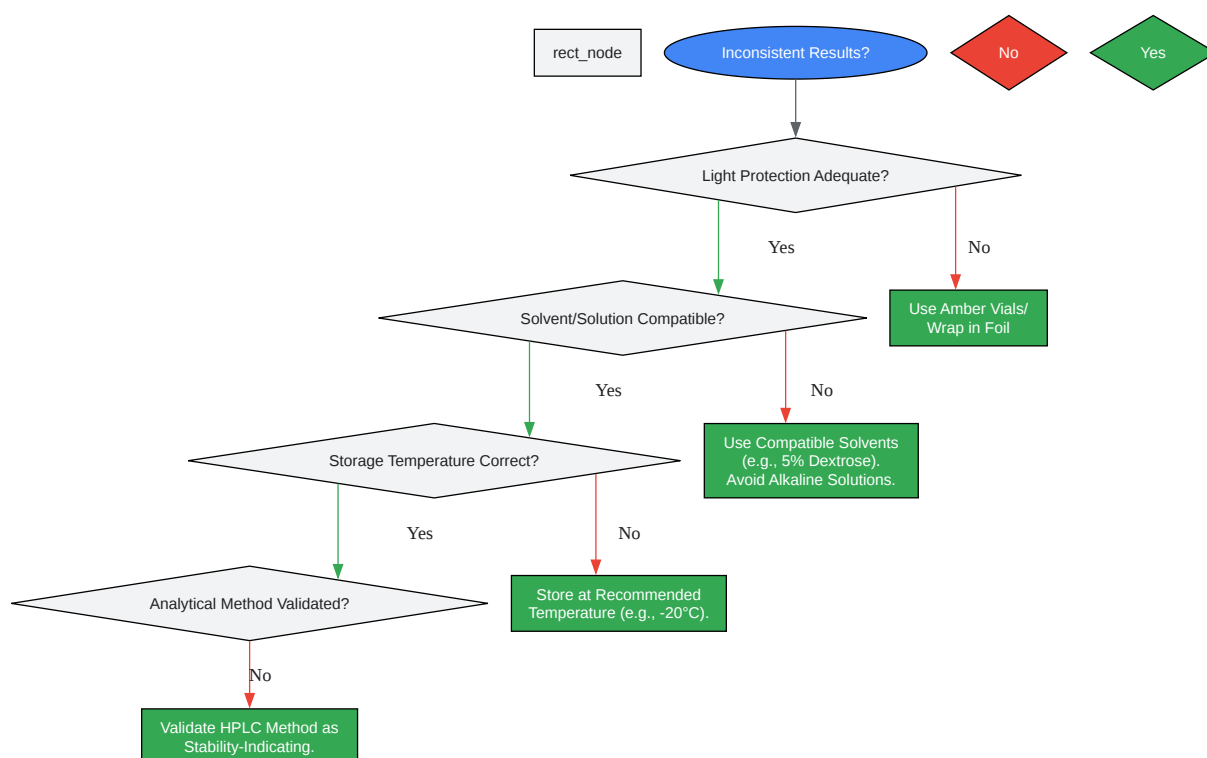 rect_node
Inconsistent Results?
No
Yes
Light Protection Adequate?
Yes
No
Use Amber Vials/
Wrap in Foil
Solvent/Solution Compatible?
Yes
No
Use Compatible Solvents
(e.g., 5% Dextrose).
Avoid Alkaline Solutions.
Storage Temperature Correct?
Yes
No
Store at Recommended
Temperature (e.g., -20°C).
Analytical Method Validated?
No
Validate HPLC Method as
Stability-Indicating.